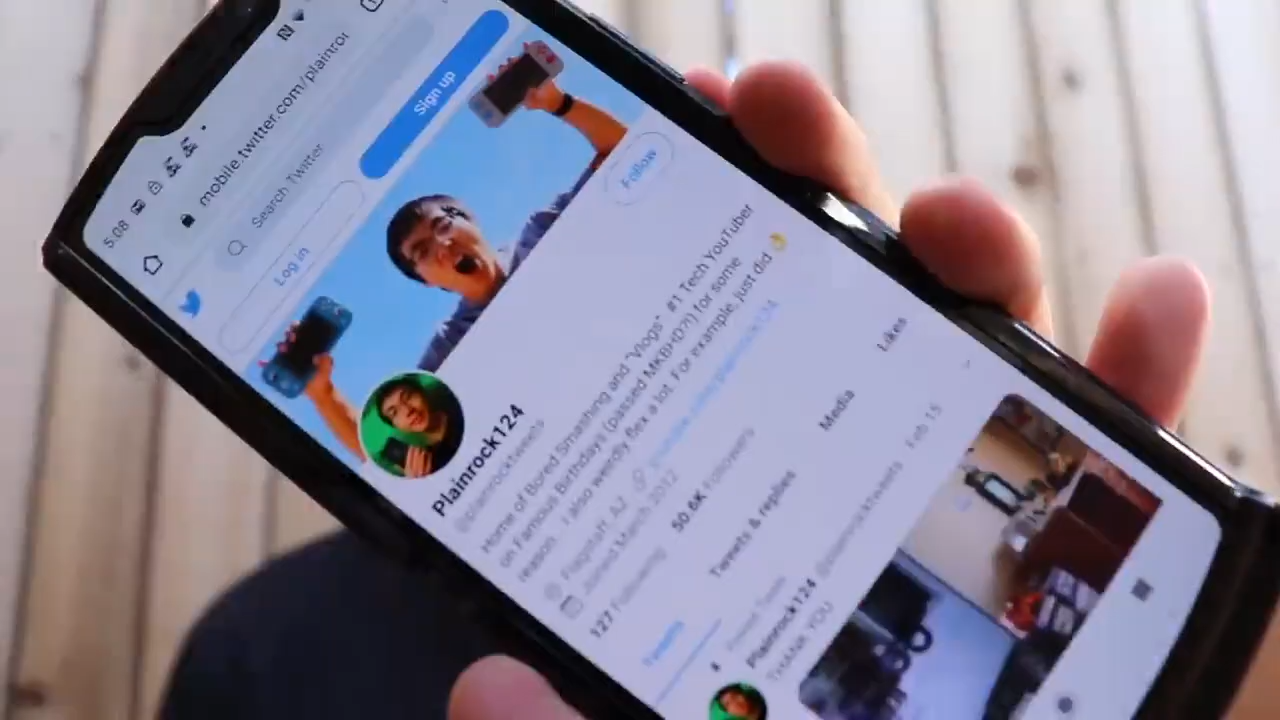 5:08
mobile.twitter.com/plainroc
Search Twitter
Log in
Sign up
Follow
Plainrock124
@plainrocktweets
Home of Bored Smashing and "Vlogs" #1 Tech YouTuber
on Famous Birthdays (passed MKBHD?!) for some
reason. I also weirdly flex a lot. For example, just did
Flagstaff, AZ
Joined March 2012
127 Following 50.6K Followers
Tweets Tweets & replies Media Likes
Pinned Tweet
Plainrock124 @plainrocktweets Feb 15
THANK YOU